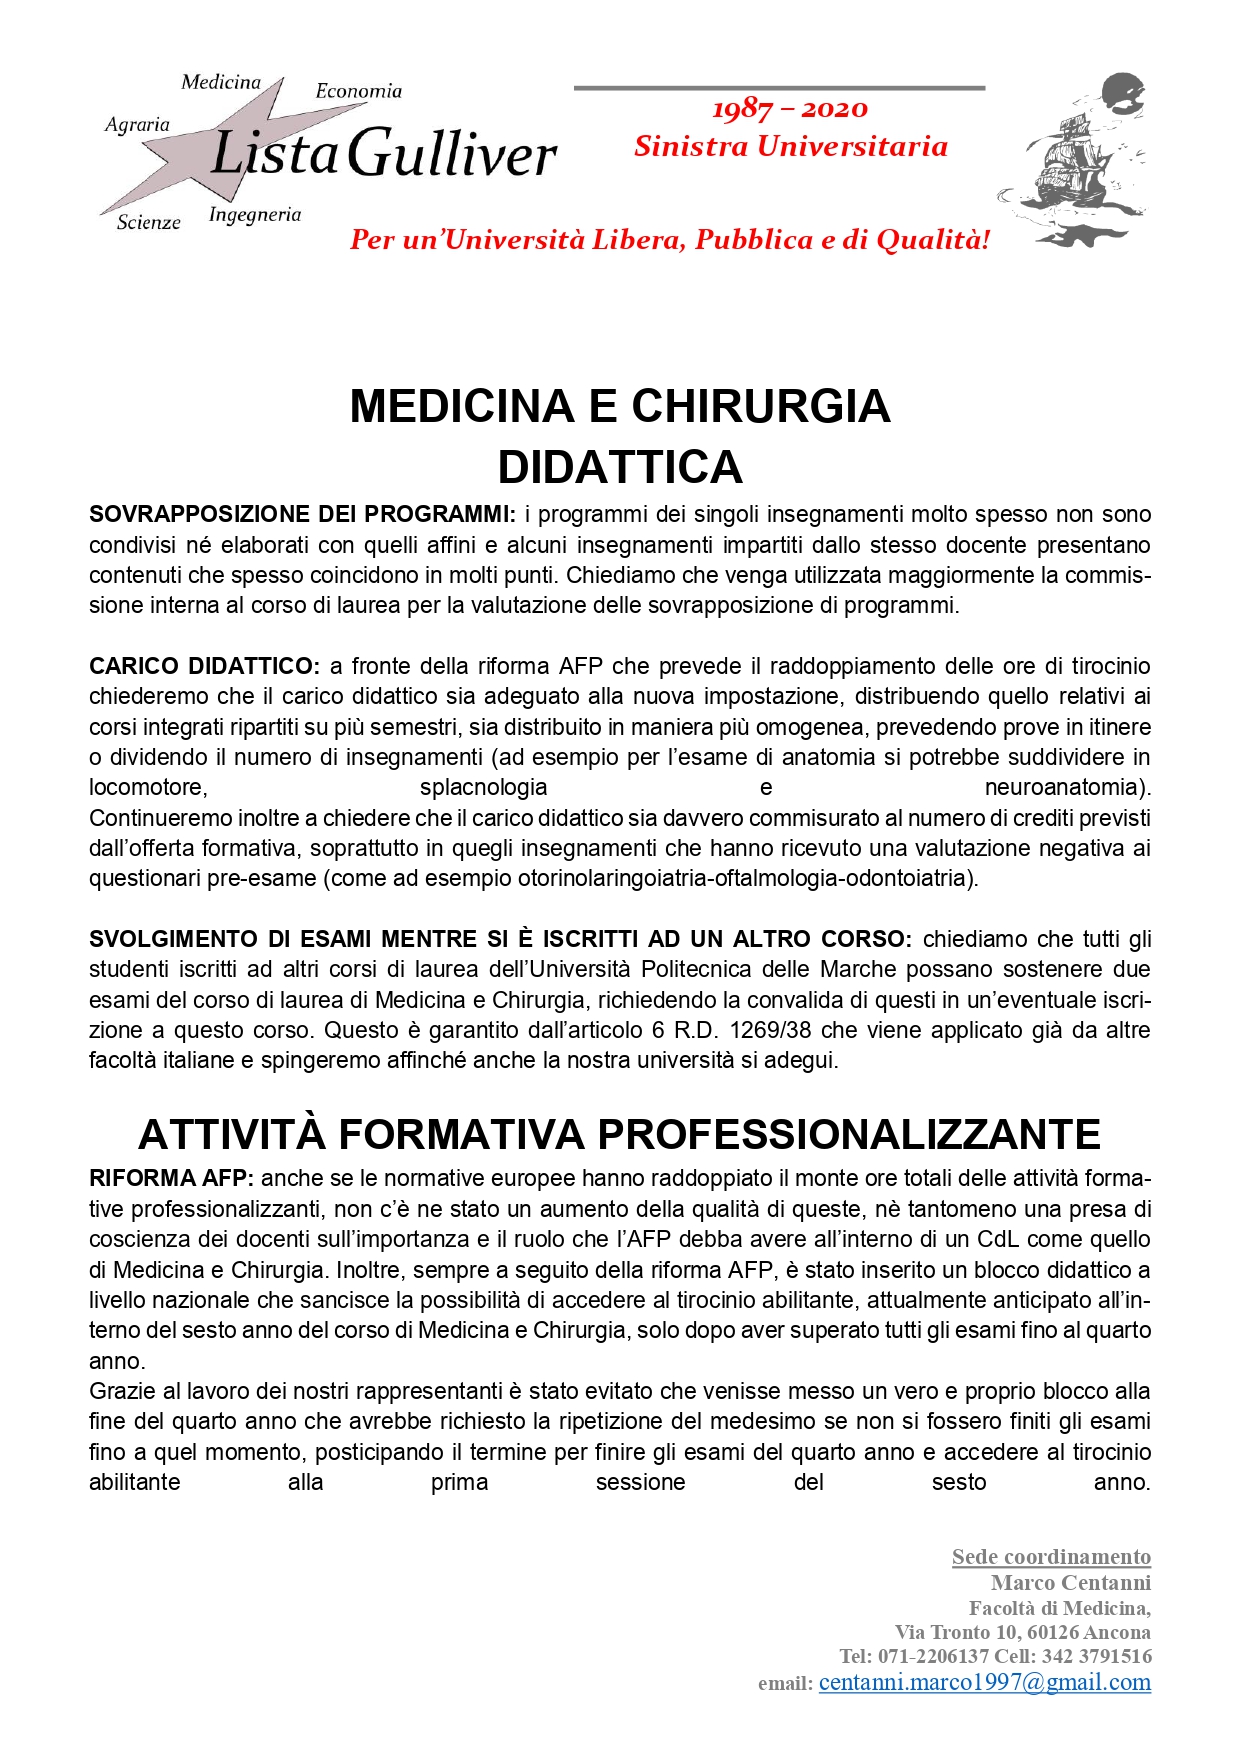 Medicina
Economia
Agraria
Lista Gulliver
Scienze
Ingegneria
1987 – 2020
Sinistra Universitaria
Per un’Università Libera, Pubblica e di Qualità!
MEDICINA E CHIRURGIA
DIDATTICA
SOVRAPPOSIZIONE DEI PROGRAMMI: i programmi dei singoli insegnamenti molto spesso non sono
condivisi né elaborati con quelli affini e alcuni insegnamenti impartiti dallo stesso docente presentano
contenuti che spesso coincidono in molti punti. Chiediamo che venga utilizzata maggiormente la commis-
sione interna al corso di laurea per la valutazione delle sovrapposizione di programmi.
CARICO DIDATTICO: a fronte della riforma AFP che prevede il raddoppiamento delle ore di tirocinio
chiederemo che il carico didattico sia adeguato alla nuova impostazione, distribuendo quello relativi ai
corsi integrati ripartiti su più semestri, sia distribuito in maniera più omogenea, prevedendo prove in itinere
o dividendo il numero di insegnamenti (ad esempio per l’esame di anatomia si potrebbe suddividere in
locomotore, splacnologia e neuroanatomia).
Continueremo inoltre a chiedere che il carico didattico sia davvero commisurato al numero di crediti previsti
dall’offerta formativa, soprattutto in quegli insegnamenti che hanno ricevuto una valutazione negativa ai
questionari pre-esame (come ad esempio otorinolaringoiatria-oftalmologia-odontoiatria).
SVOLGIMENTO DI ESAMI MENTRE SI È ISCRITTI AD UN ALTRO CORSO: chiediamo che tutti gli
studenti iscritti ad altri corsi di laurea dell’Università Politecnica delle Marche possano sostenere due
esami del corso di laurea di Medicina e Chirurgia, richiedendo la convalida di questi in un’eventuale iscri-
zione a questo corso. Questo è garantito dall’articolo 6 R.D. 1269/38 che viene applicato già da altre
facoltà italiane e spingeremo affinché anche la nostra università si adegui.
ATTIVITÀ FORMATIVA PROFESSIONALIZZANTE
RIFORMA AFP: anche se le normative europee hanno raddoppiato il monte ore totali delle attività forma-
tive professionalizzanti, non c’è ne stato un aumento della qualità di queste, nè tantomeno una presa di
coscienza dei docenti sull’importanza e il ruolo che l’AFP debba avere all’interno di un CdL come quello
di Medicina e Chirurgia. Inoltre, sempre a seguito della riforma AFP, è stato inserito un blocco didattico a
livello nazionale che sancisce la possibilità di accedere al tirocinio abilitante, attualmente anticipato all’in-
terno del sesto anno del corso di Medicina e Chirurgia, solo dopo aver superato tutti gli esami fino al quarto
anno.
Grazie al lavoro dei nostri rappresentanti è stato evitato che venisse messo un vero e proprio blocco alla
fine del quarto anno che avrebbe richiesto la ripetizione del medesimo se non si fossero finiti gli esami
fino a quel momento, posticipando il termine per finire gli esami del quarto anno e accedere al tirocinio
abilitante alla prima sessione del sesto anno.
Sede coordinamento
Marco Centanni
Facoltà di Medicina,
Via Tronto 10, 60126 Ancona
Tel: 071-2206137 Cell: 342 3791516
email: centanni.marco1997@gmail.com